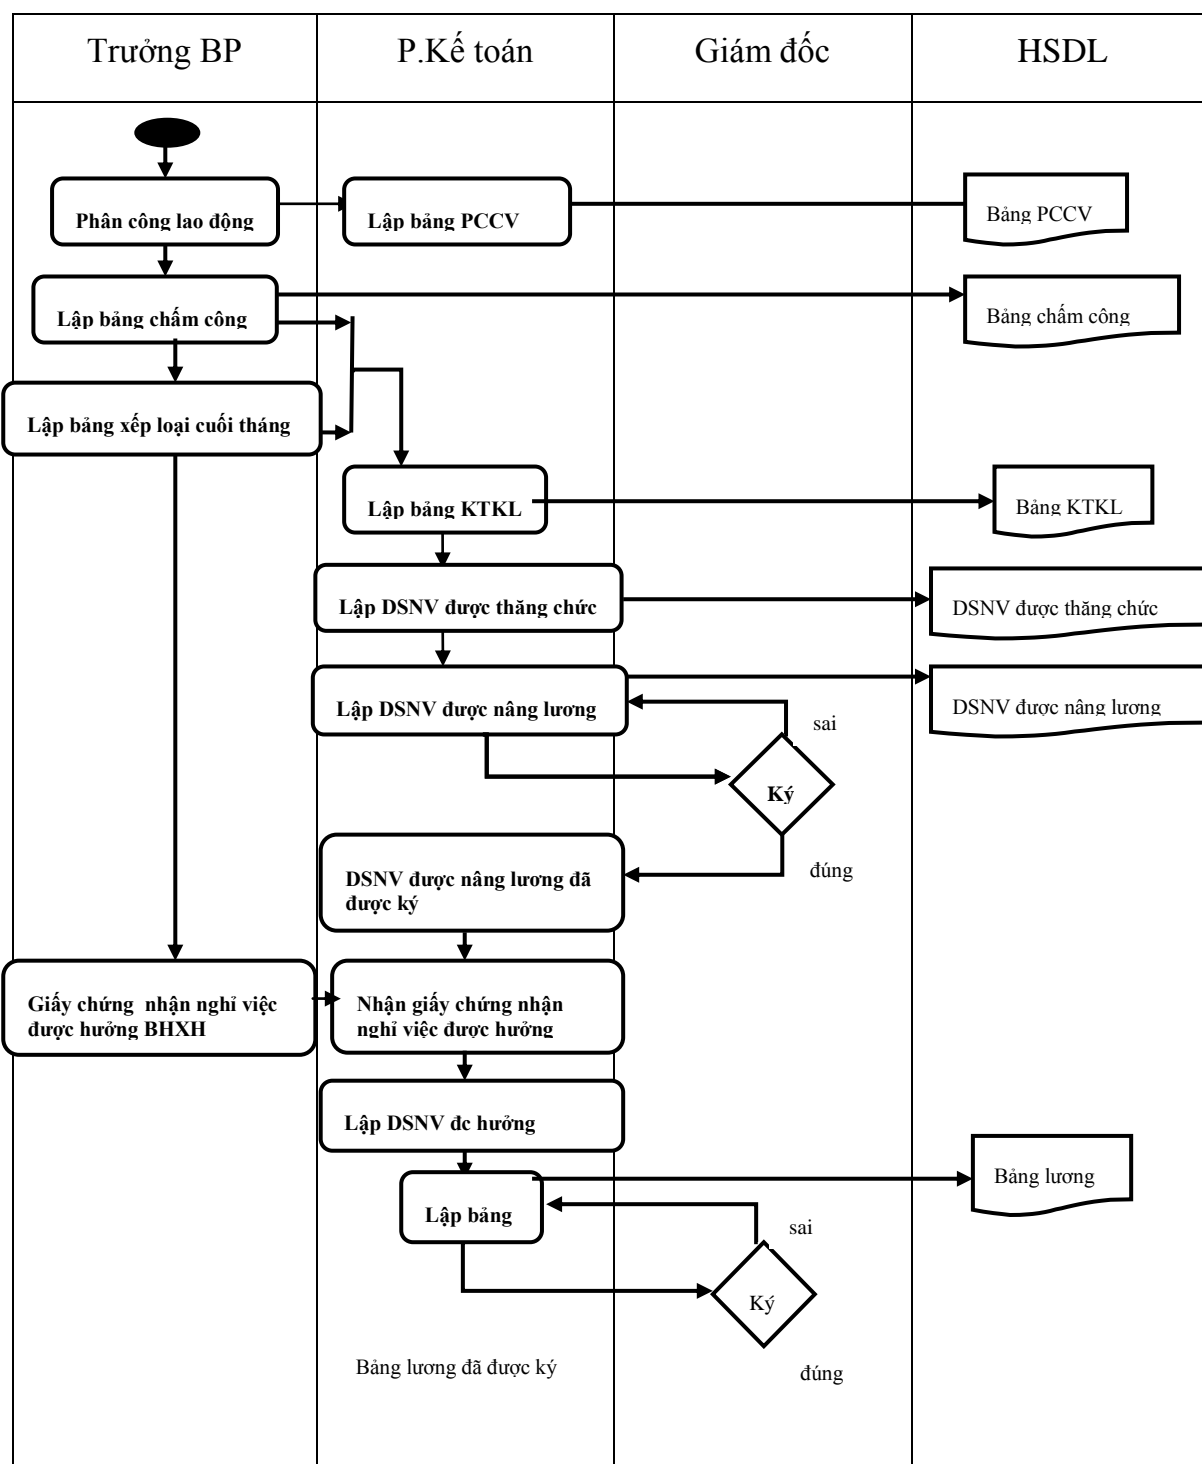 Trưởng BP
P.Kế toán
Giám đốc
HSDL
Phân công lao động
Lập bảng PCCV
Bảng PCCV
Lập bảng chấm công
Bảng chấm công
Lập bảng xếp loại cuối tháng
Lập bảng KTKL
Bảng KTKL
Lập DSNV được thăng chức
DSNV được thăng chức
Lập DSNV được nâng lương
DSNV được nâng lương
sai
Ký
đúng
DSNV được nâng lương đã
được ký
Giấy chứng nhận nghỉ việc
được hưởng BHXH
Nhận giấy chứng nhận
nghỉ việc được hưởng
Lập DSNV đc hưởng
Lập bảng
Bảng lương
sai
Ký
Bảng lương đã được ký
đúng